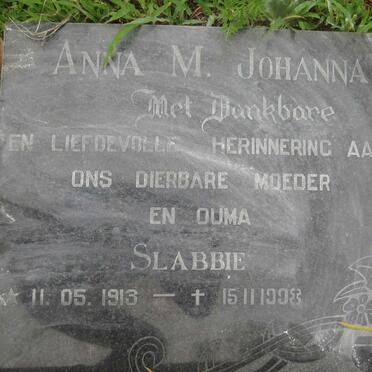 ANNA M. JOHANNA
Met Dankbare
EN LIEFDEVOLLE HERINNERING AA
ONS DIERBARE MOEDER
EN OUMA
SLABBIE
★ 11.05.1913 — ✝ 15.11.1998